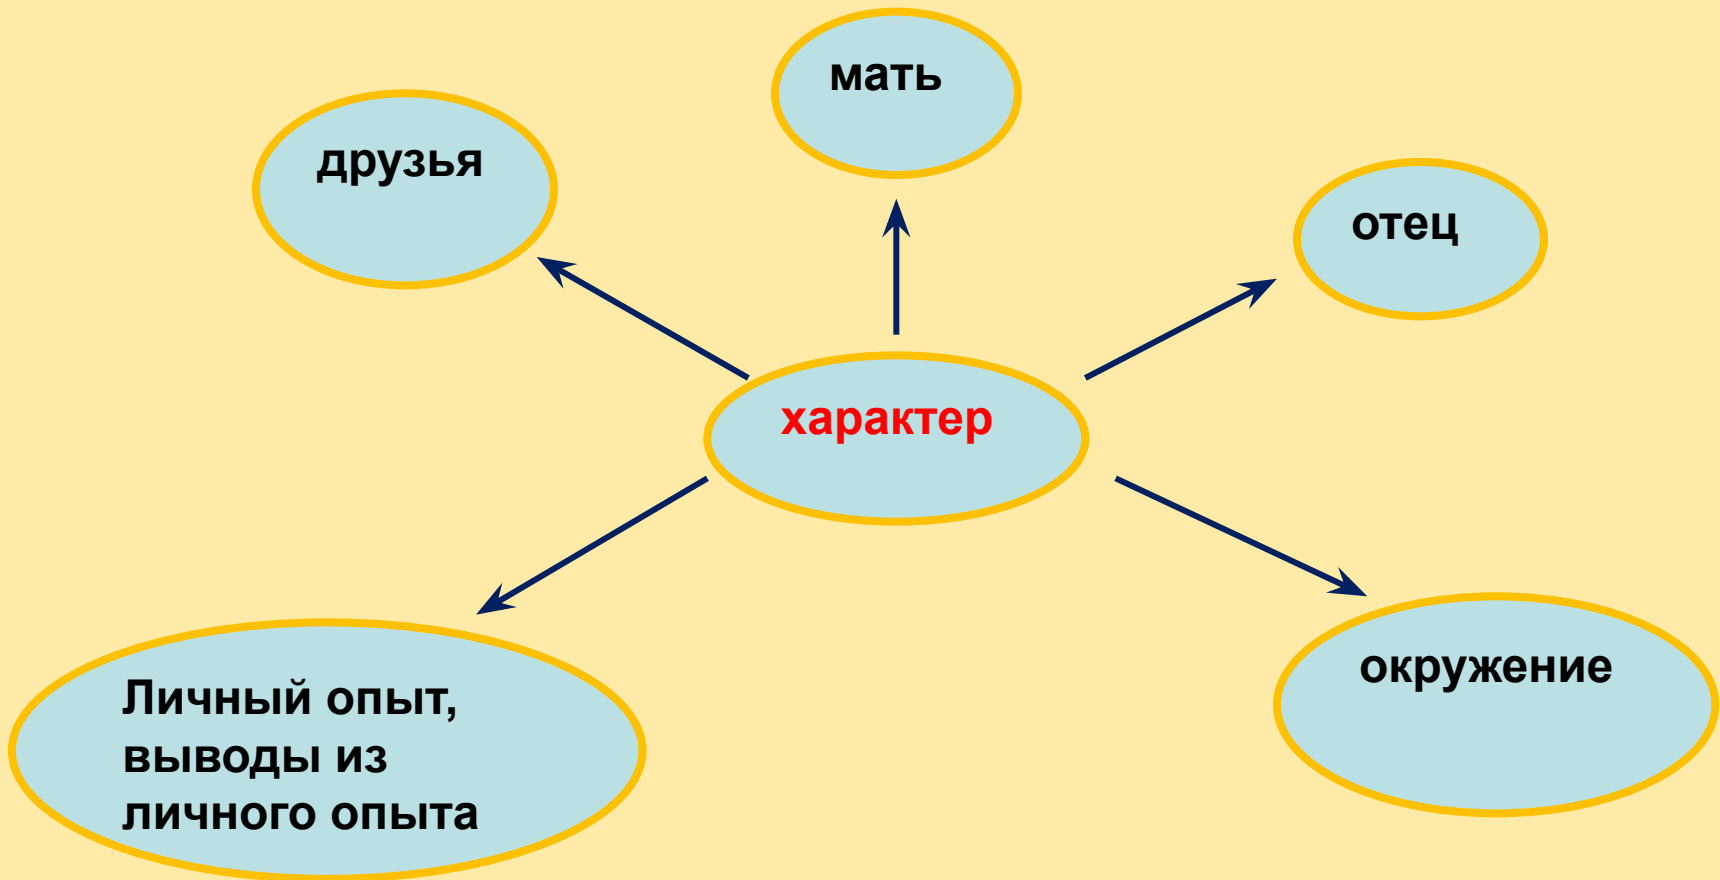 мать
друзья
отец
характер
окружение
Личный опыт,
выводы из
личного опыта